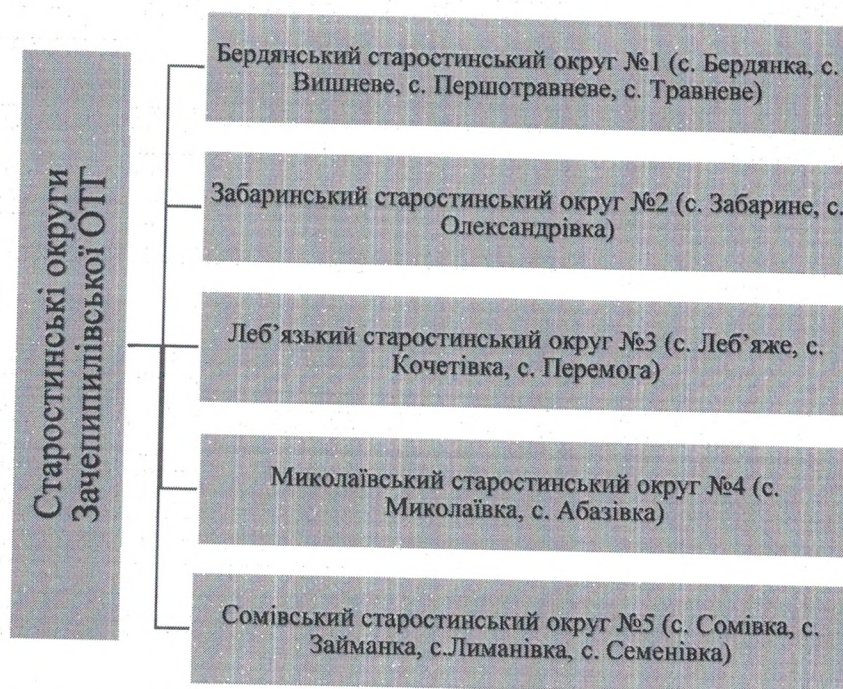 Старостинські округи
Зачепипилівської ОТГ
Бердянський старостинський округ №1 (с. Бердянка, с.
Вишневе, с. Першотравневе, с. Травневе)
Забаринський старостинський округ №2 (с. Забарине, с.
Олександрівка)
Леб’язький старостинський округ №3 (с. Леб’яже, с.
Кочетівка, с. Перемога)
Миколаївський старостинський округ №4 (с.
Миколаївка, с. Абазівка)
Сомівський старостинський округ №5 (с. Сомівка, с.
Займанка, с.Лиманівка, с. Семенівка)